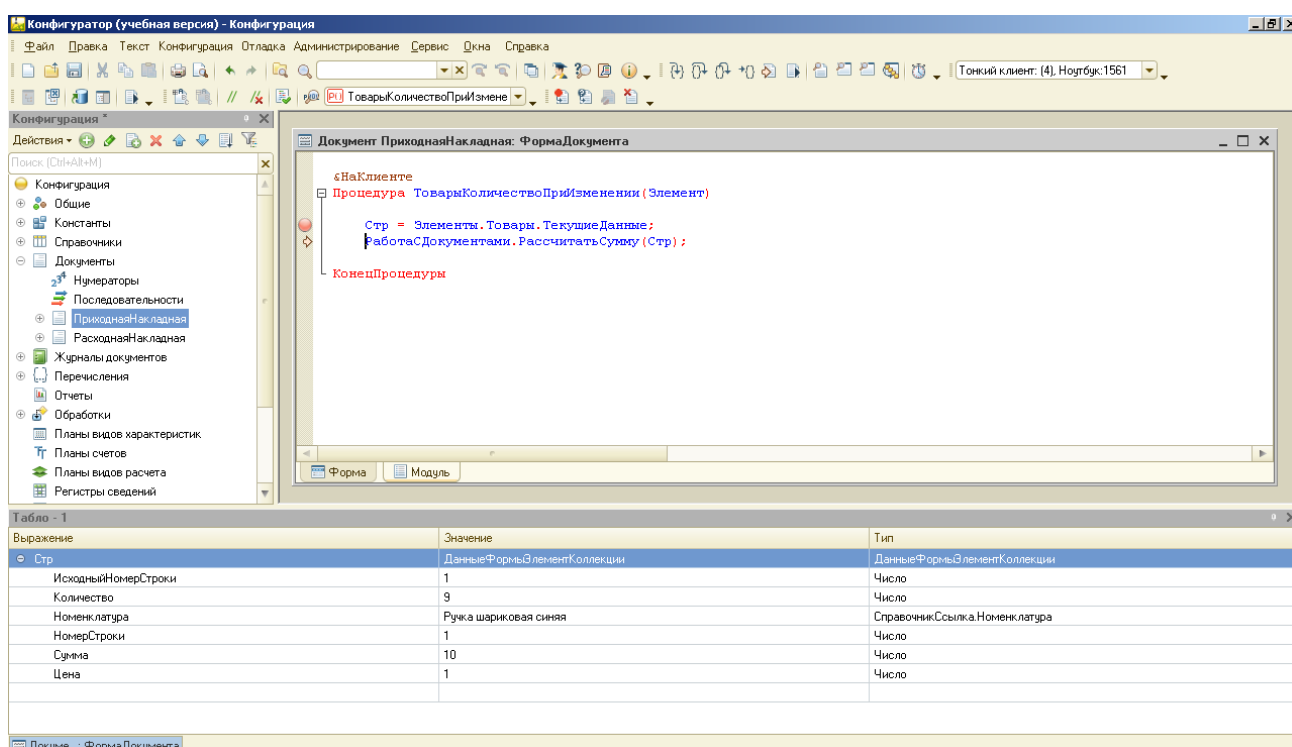 Конфигуратор (учебная версия) - Конфигурация
Файл Правка Текст Конфигурация Отладка Администрирование Сервис Окна Справка
Тонкий клиент: (4), Ноутбук:1561
ТоварыКоличествоПриИзмене
Конфигурация *
Действия
Поиск (Ctrl+Alt+M)
Конфигурация
Общие
Константы
Справочники
Документы
Нумераторы
Последовательности
ПриходнаяНакладная
РасходнаяНакладная
Журналы документов
Перечисления
Отчеты
Обработки
Планы видов характеристик
Планы счетов
Планы видов расчета
Регистры сведений
Документ ПриходнаяНакладная: ФормаДокумента
&НаКлиенте
Процедура ТоварыКоличествоПриИзменении(Элемент)
Стр = Элементы.Товары.ТекущиеДанные;
РаботаСДокументами.РассчитатьСумму(Стр);
КонецПроцедуры
Форма Модуль
Табло - 1
Выражение Значение Тип
Стр ДанныеФормыЭлементКоллекции ДанныеФормыЭлементКоллекции
ИсходныйНомерСтроки 1 Число
Количество 9 Число
Номенклатура Ручка шариковая синяя СправочникСсылка.Номенклатура
НомерСтроки 1 Число
Сумма 10 Число
Цена 1 Число
Докуме...: ФормаДокумента